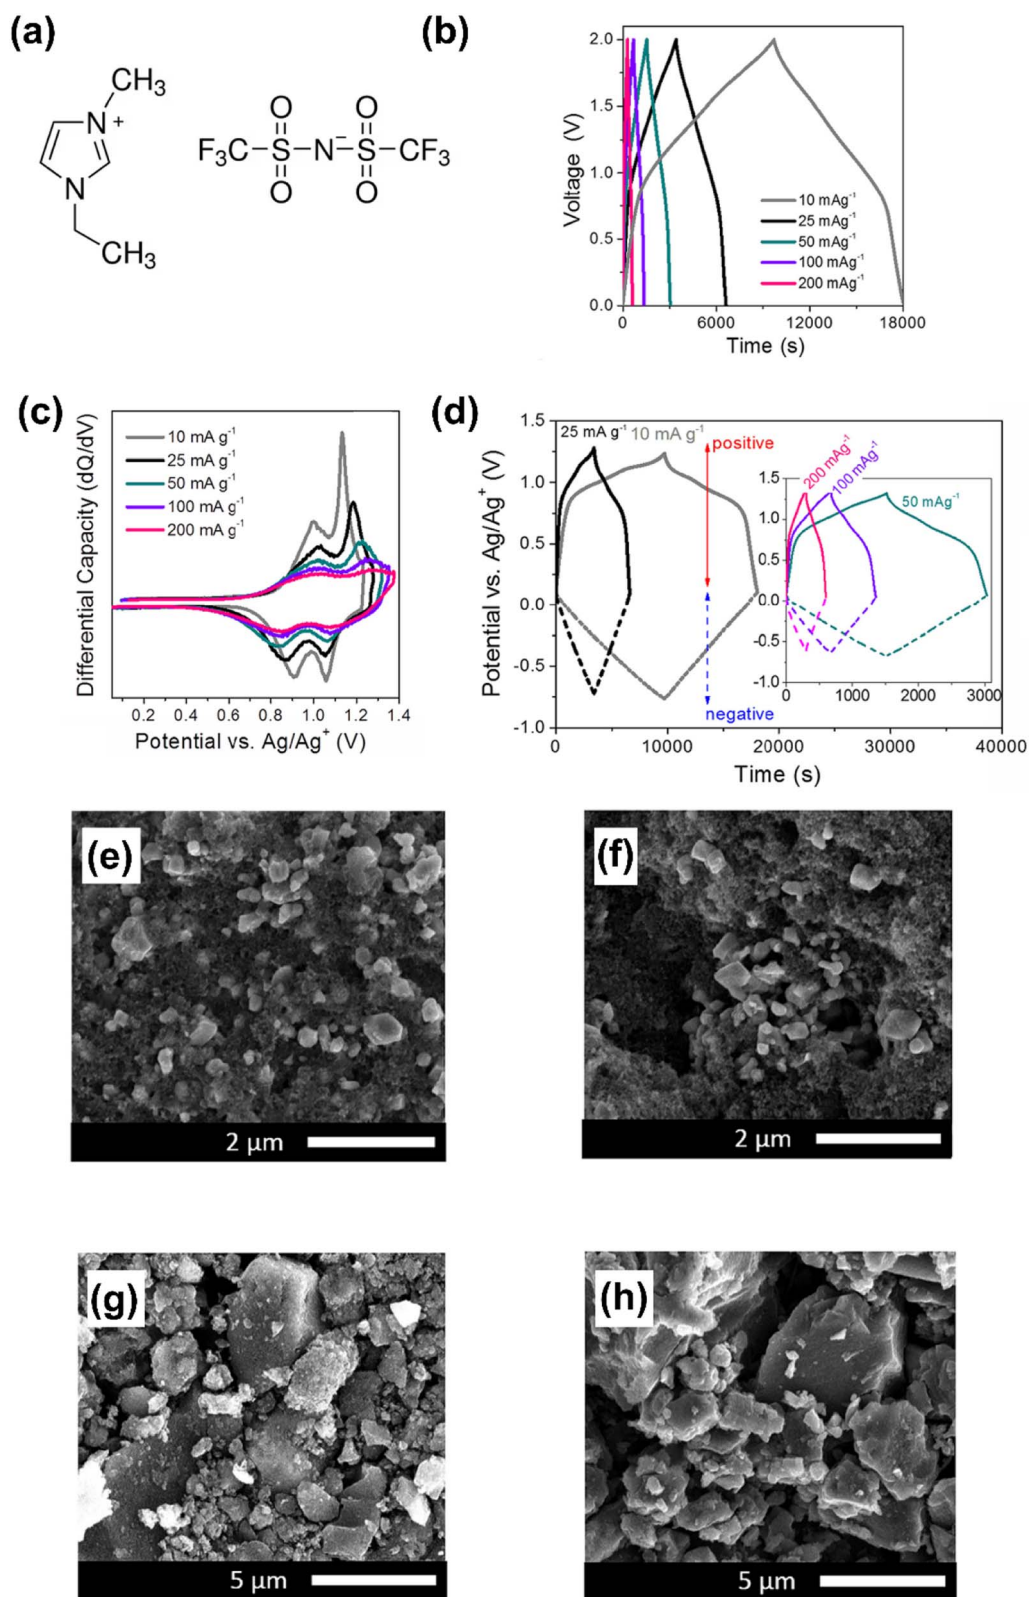 (a)
CH₃
N
+
N
CH₃
O O
F₃C S N⁻ S CF₃
O O
(b)
Voltage (V)
2.0
1.5
1.0
0.5
0.0
10 mAg⁻¹
25 mAg⁻¹
50 mAg⁻¹
100 mAg⁻¹
200 mAg⁻¹
0 6000 12000 18000
Time (s)
(c)
Differential Capacity (dQ/dV)
10 mA g⁻¹
25 mA g⁻¹
50 mA g⁻¹
100 mA g⁻¹
200 mA g⁻¹
0.2 0.4 0.6 0.8 1.0 1.2 1.4
Potential vs. Ag/Ag⁺ (V)
(d)
Potential vs. Ag/Ag⁺ (V)
1.5
1.0
0.5
0.0
-0.5
-1.0
25 mA g⁻¹ 10 mA g⁻¹
positive
negative
200 mAg⁻¹
100 mAg⁻¹
50 mAg⁻¹
1.5
1.0
0.5
0.0
-0.5
-1.0
0 1000 2000 3000
0 10000 20000 30000 40000
Time (s)
(e)
2 µm
(f)
2 µm
(g)
5 µm
(h)
5 µm